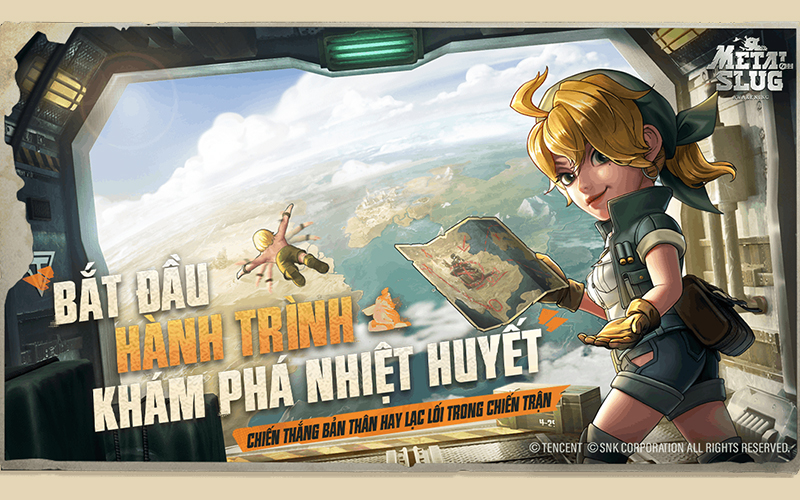 METAL
SLUG
BẮT ĐẦU
HÀNH TRÌNH
KHÁM PHÁ NHIỆT HUYẾT
CHIẾN THẮNG BẢN THÂN HAY LẠC LỐI TRONG CHIẾN TRẬN
© TENCENT ©SNK CORPORATION ALL RIGHTS RESERVED.